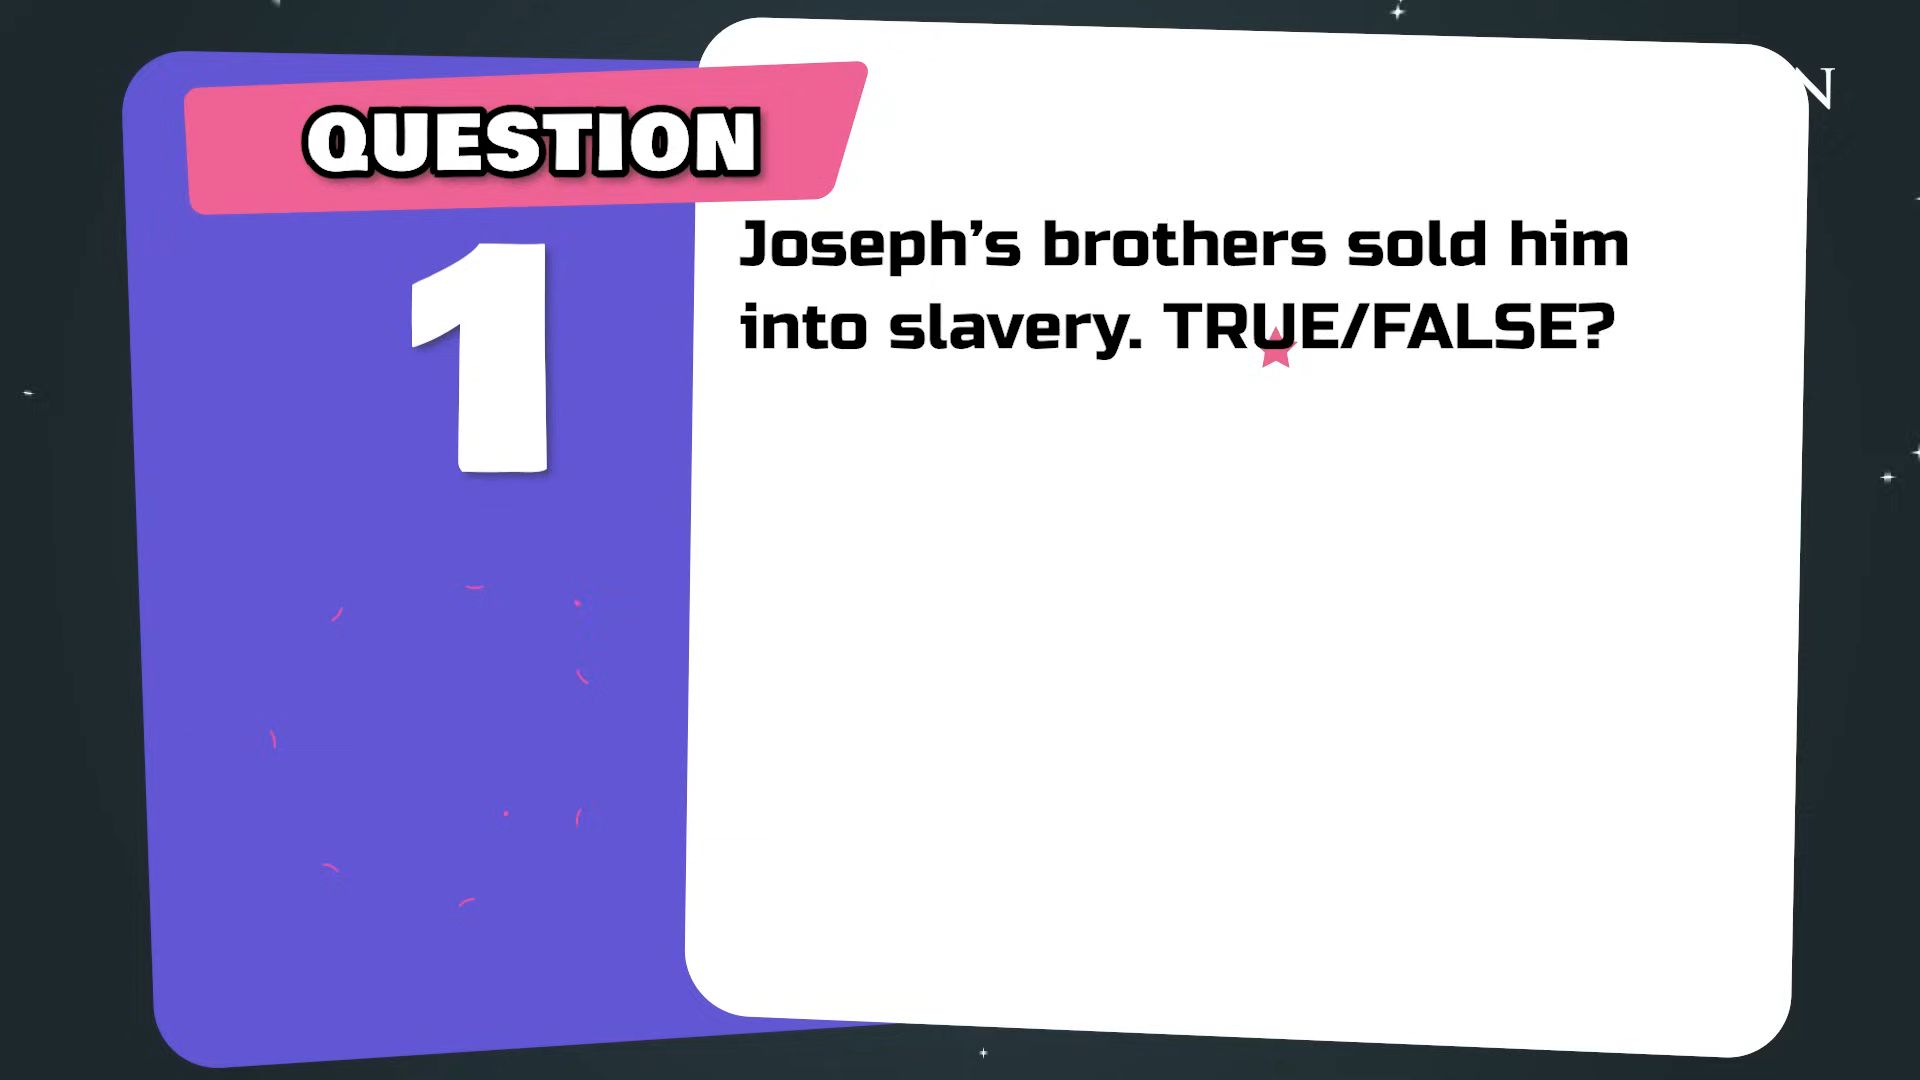 QUESTION
1
Joseph’s brothers sold him
into slavery. TRUE/FALSE?
N